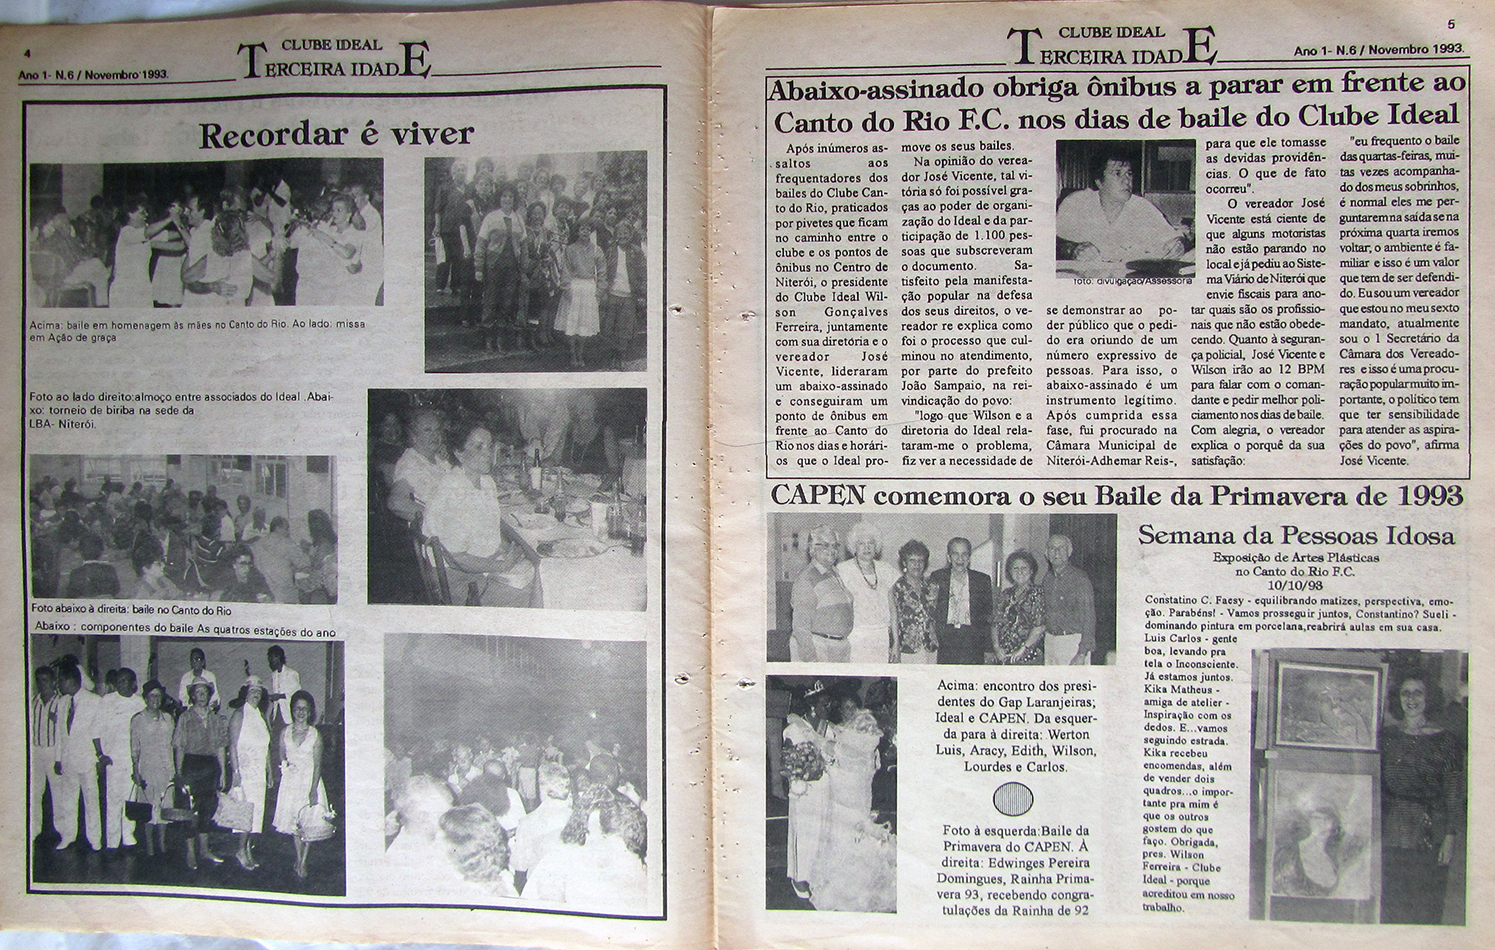 4
CLUBE IDEAL
TERCEIRA IDADE
Ano 1- N.6 / Novembro 1993.
Recordar é viver
Acima: baile em homenagem às mães no Canto do Rio. Ao lado: missa
em Ação de graça
Foto ao lado direito:almoço entre associados do Ideal .Abai-
xo: torneio de biriba na sede da
LBA- Niterói.
Foto abaixo à direita: baile no Canto do Rio
Abaixo : componentes do baile As quatros estações do ano
5
CLUBE IDEAL
TERCEIRA IDADE
Ano 1- N.6 / Novembro 1993.
Abaixo-assinado obriga ônibus a parar em frente ao
Canto do Rio F.C. nos dias de baile do Clube Ideal
Após inúmeros as-
saltos aos
frequentadores dos
bailes do Clube Can-
to do Rio, praticados
por pivetes que ficam
no caminho entre o
clube e os pontos de
ônibus no Centro de
Niterói, o presidente
do Clube Ideal Wil-
son Gonçalves
Ferreira, juntamente
com sua diretoria e o
vereador José
Vicente, lideraram
um abaixo-assinado
e conseguiram um
ponto de ônibus em
frente ao Canto do
Rio nos dias e horári-
os que o Ideal pro-
move os seus bailes.
Na opinião do verea-
dor José Vicente, tal vi-
tória só foi possível gra-
ças ao poder de organi-
zação do Ideal e da par-
ticipação de 1.100 pes-
soas que subscreveram
o documento. Sa-
tisfeito pela manifesta-
ção popular na defesa
dos seus direitos, o ve-
reador re explica como
foi o processo que cul-
minou no atendimento,
por parte do prefeito
João Sampaio, na rei-
vindicação do povo:
"logo que Wilson e a
diretoria do Ideal rela-
taram-me o problema,
fiz ver a necessidade de
foto: divulgação/Assessoria
se demonstrar ao po-
der público que o pedi-
do era oriundo de um
número expressivo de
pessoas. Para isso, o
abaixo-assinado é um
instrumento legítimo.
Após cumprida essa
fase, fui procurado na
Câmara Municipal de
Niterói-Adhemar Reis-,
para que ele tomasse
as devidas providên-
cias. O que de fato
ocorreu".
O vereador José
Vicente está ciente de
que alguns motoristas
não estão parando no
local e já pediu ao Siste-
ma Viário de Niterói que
envie fiscais para ano-
tar quais são os profissio-
nais que não estão obede-
cendo. Quanto à seguran-
ça policial, José Vicente e
Wilson irão ao 12 BPM
para falar com o coman-
dante e pedir melhor poli-
ciamento nos dias de baile.
Com alegria, o vereador
explica o porquê da sua
satisfação:
"eu frequento o baile
das quartas-feiras, mui-
tas vezes acompanha-
do dos meus sobrinhos,
é normal eles me per-
guntarem na saída se na
próxima quarta iremos
voltar, o ambiente é fa-
miliar e isso é um valor
que tem de ser defendi-
do. Eu sou um vereador
que estou no meu sexto
mandato, atualmente
sou o 1 Secretário da
Câmara dos Vereado-
res e isso é uma procu-
ração popular muito im-
portante, o político tem
que ter sensibilidade
para atender as aspira-
ções do povo", afirma
José Vicente.
CAPEN comemora o seu Baile da Primavera de 1993
Acima: encontro dos presi-
dentes do Gap Laranjeiras;
Ideal e CAPEN. Da esquer-
da para à direita: Werton
Luis, Aracy, Edith, Wilson,
Lourdes e Carlos.
Foto à esquerda:Baile da
Primavera do CAPEN. À
direita: Edwinges Pereira
Domingues, Rainha Prima-
vera 93, recebendo congra-
tulações da Rainha de 92
Semana da Pessoas Idosa
Exposição de Artes Plásticas
no Canto do Rio F.C.
10/10/93
Constatino C. Faesy - equilibrando matizes, perspectiva, emo-
ção. Parabéns! - Vamos prosseguir juntos, Constantino? Sueli -
dominando pintura em porcelana,reabrirá aulas em sua casa.
Luis Carlos - gente
boa, levando pra
tela o Inconsciente.
Já estamos juntos.
Kika Matheus -
amiga de atelier -
Inspiração com os
dedos. E...vamos
seguindo estrada.
Kika recebeu
encomendas, além
de vender dois
quadros...o impor-
tante pra mim é
que os outros
gostem do que
faço. Obrigada,
pres. Wilson
Ferreira - Clube
Ideal - porque
acreditou em nosso
trabalho.